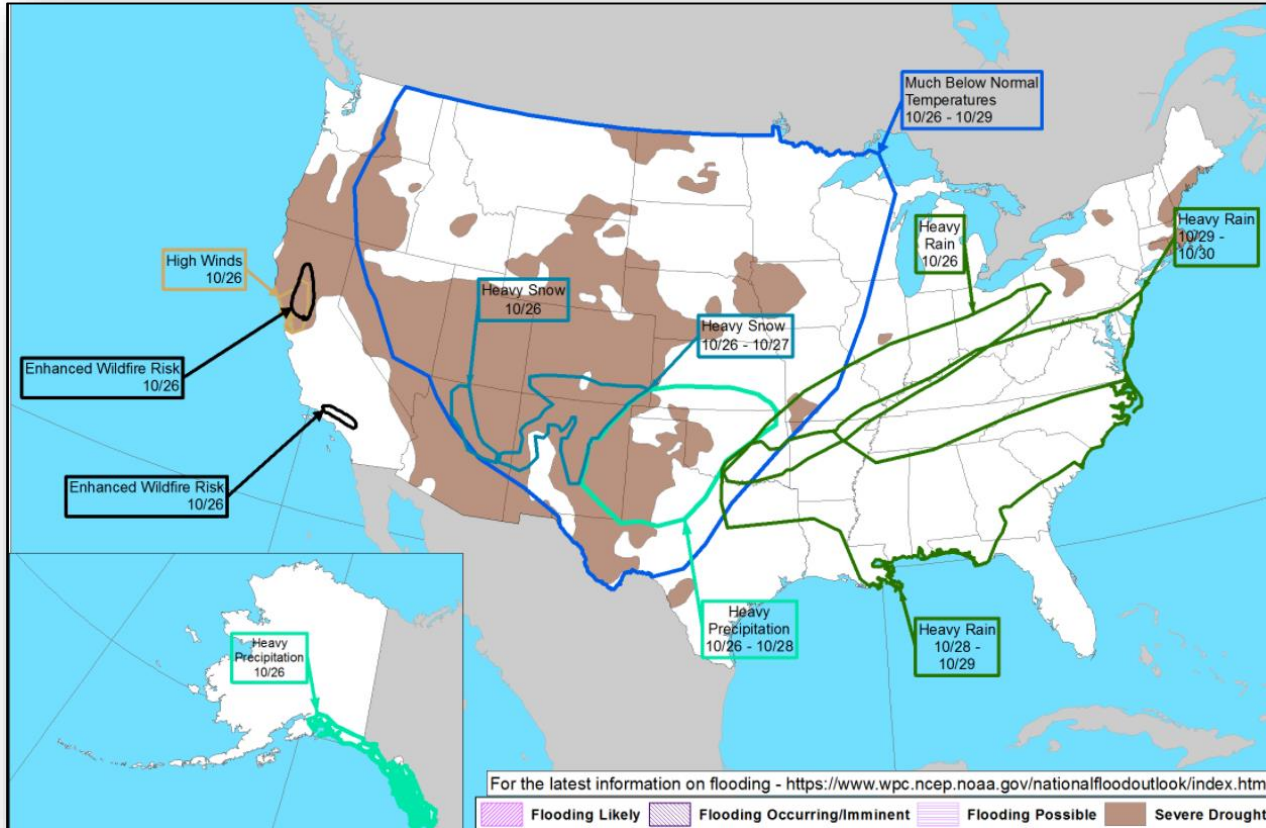 Much Below Normal
Temperatures
10/26 - 10/29
Heavy
Rain
10/26
Heavy Rain
10/29 -
10/30
High Winds
10/26
Heavy Snow
10/26
Heavy Snow
10/26 - 10/27
Enhanced Wildfire Risk
10/26
Enhanced Wildfire Risk
10/26
Heavy
Precipitation
10/26 - 10/28
Heavy Rain
10/28 -
10/29
Heavy
Precipitation
10/26
For the latest information on flooding - https://www.wpc.ncep.noaa.gov/nationalfloodoutlook/index.htm
Flooding Likely
Flooding Occurring/Imminent
Flooding Possible
Severe Drought